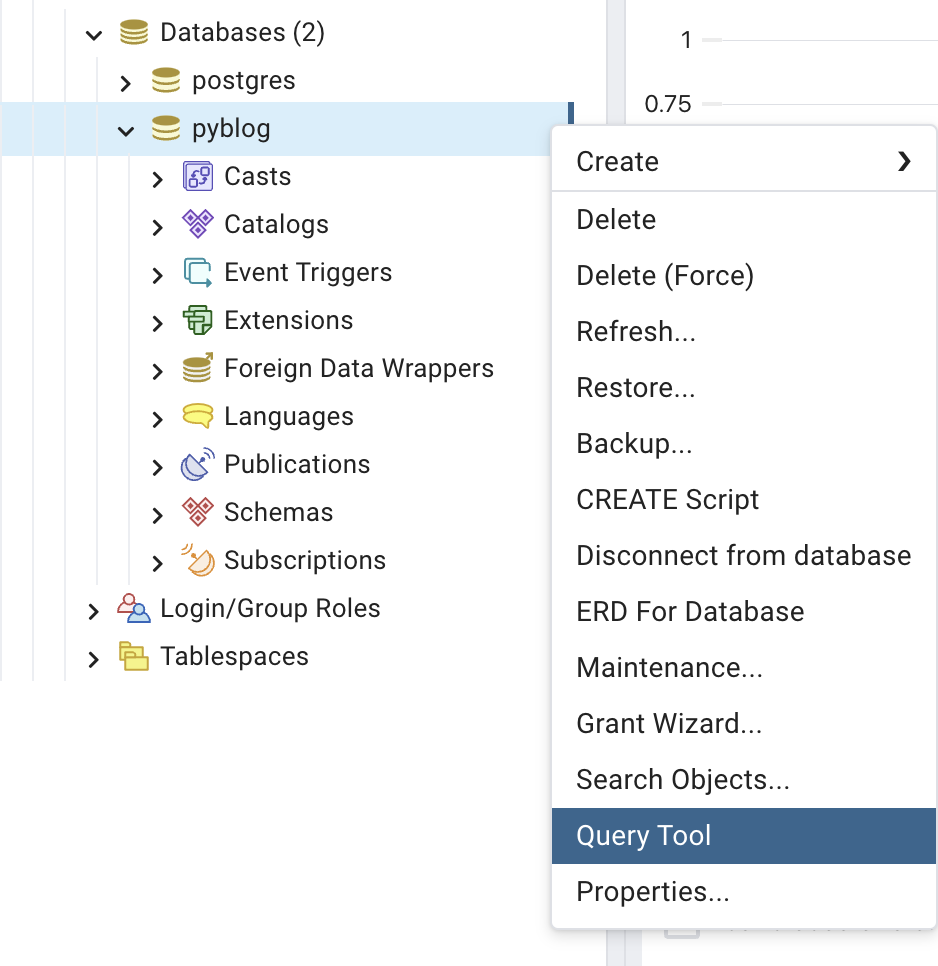 Databases (2)
postgres
pyblog
Casts
Catalogs
Event Triggers
Extensions
Foreign Data Wrappers
Languages
Publications
Schemas
Subscriptions
Login/Group Roles
Tablespaces
1
0.75
Create
Delete
Delete (Force)
Refresh...
Restore...
Backup...
CREATE Script
Disconnect from database
ERD For Database
Maintenance...
Grant Wizard...
Search Objects...
Query Tool
Properties...